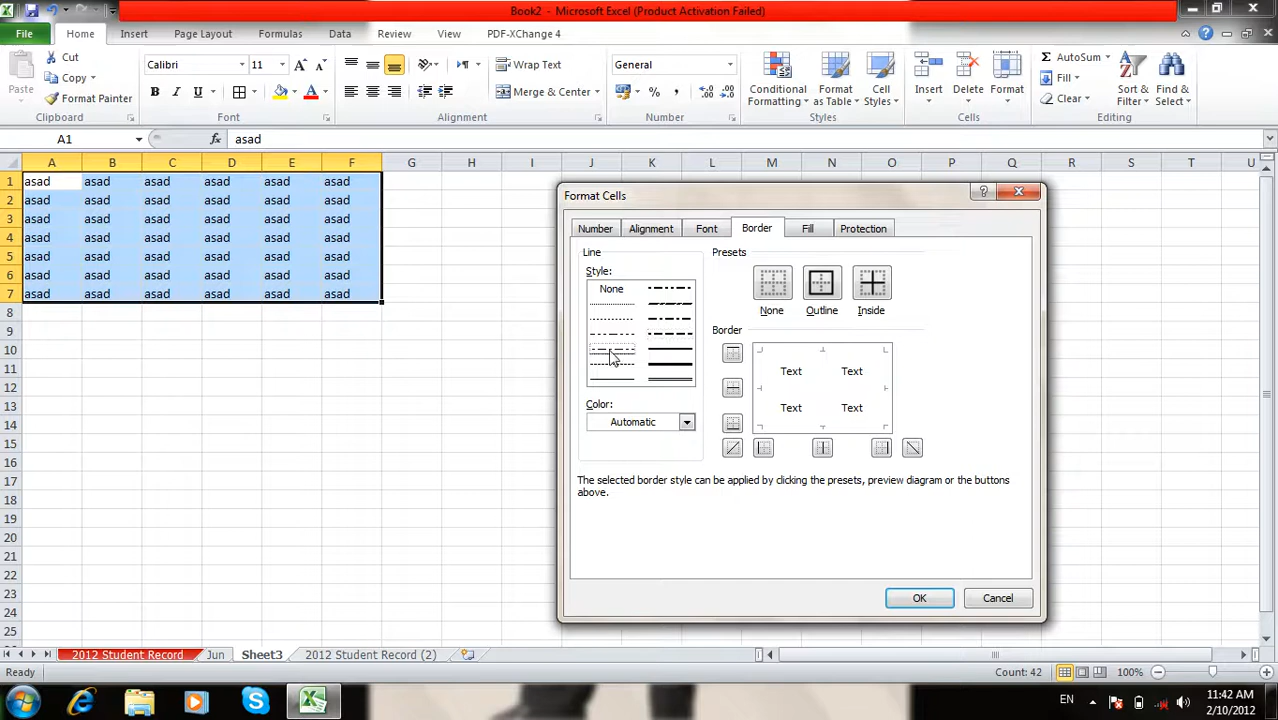 Book2 - Microsoft Excel (Product Activation Failed)
File Home Insert Page Layout Formulas Data Review View PDF-XChange 4
Paste Cut Copy Format Painter Clipboard
Calibri 11 B I U A Font
Wrap Text Merge & Center Alignment
General % , Number
Conditional Formatting Format as Table Cell Styles Styles
Insert Delete Format Cells
Σ AutoSum Fill Clear Sort & Filter Find & Select Editing
A1 fx asad
A B C D E F G H I J K L M N O P Q R S T U
1 asad asad asad asad asad asad
2 asad asad asad asad asad asad
3 asad asad asad asad asad asad
4 asad asad asad asad asad asad
5 asad asad asad asad asad asad
6 asad asad asad asad asad asad
7 asad asad asad asad asad asad
8
9
10
11
12
13
14
15
16
17
18
19
20
21
22
23
24
25
Format Cells
Number Alignment Font Border Fill Protection
Line
Style:
None
Color:
Automatic
Presets
None Outline Inside
Border
Text Text
Text Text
The selected border style can be applied by clicking the presets, preview diagram or the buttons
above.
OK Cancel
2012 Student Record Jun Sheet3 2012 Student Record (2)
Ready Count: 42 100%
EN 11:42 AM
2/10/2012